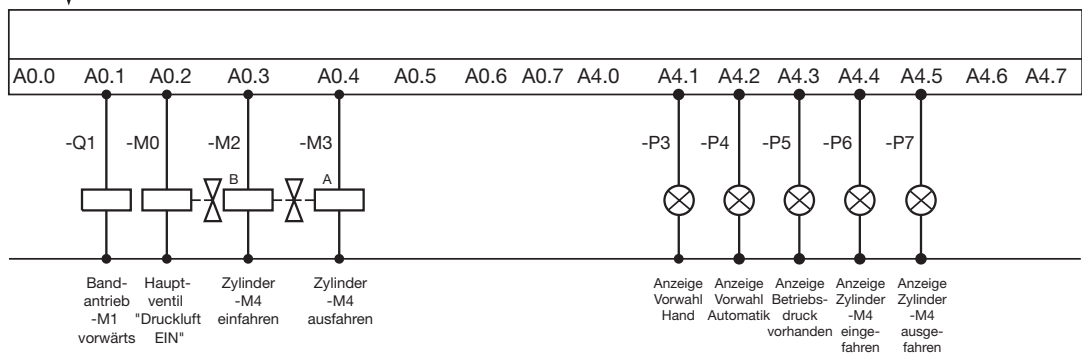 A0.0 A0.1 A0.2 A0.3 A0.4 A0.5 A0.6 A0.7 A4.0 A4.1 A4.2 A4.3 A4.4 A4.5 A4.6 A4.7
-Q1 -M0 -M2 -M3 -P3 -P4 -P5 -P6 -P7
B A
Band-
antrieb
-M1
vorwärts
Haupt-
ventil
"Druckluft
EIN"
Zylinder
-M4
einfahren
Zylinder
-M4
ausfahren
Anzeige
Vorwahl
Hand
Anzeige
Vorwahl
Automatik
Anzeige
Betriebs-
druck
vorhanden
Anzeige
Zylinder
-M4
einge-
fahren
Anzeige
Zylinder
-M4
ausge-
fahren